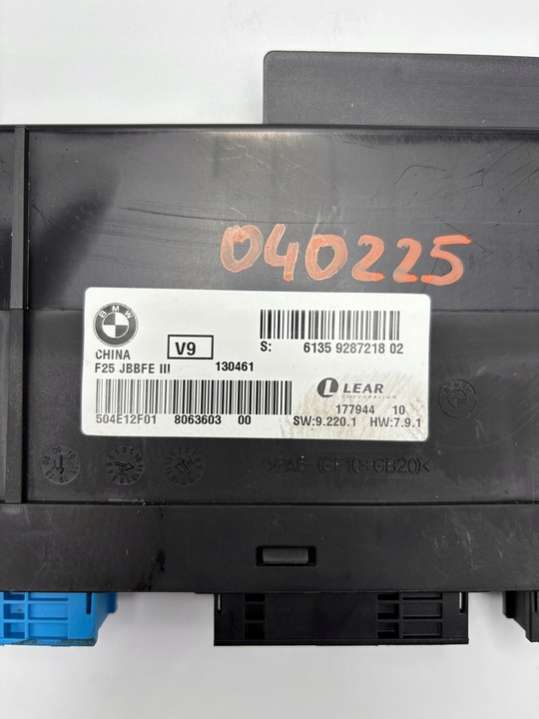 040225
BMW
CHINA
V9
S: 6135 9287218 02
F25 JBBFE III 130461
LEAR
CORPORATION
177944 10
504E12F01 8063603 00
SW:9.220.1 HW:7.9.1